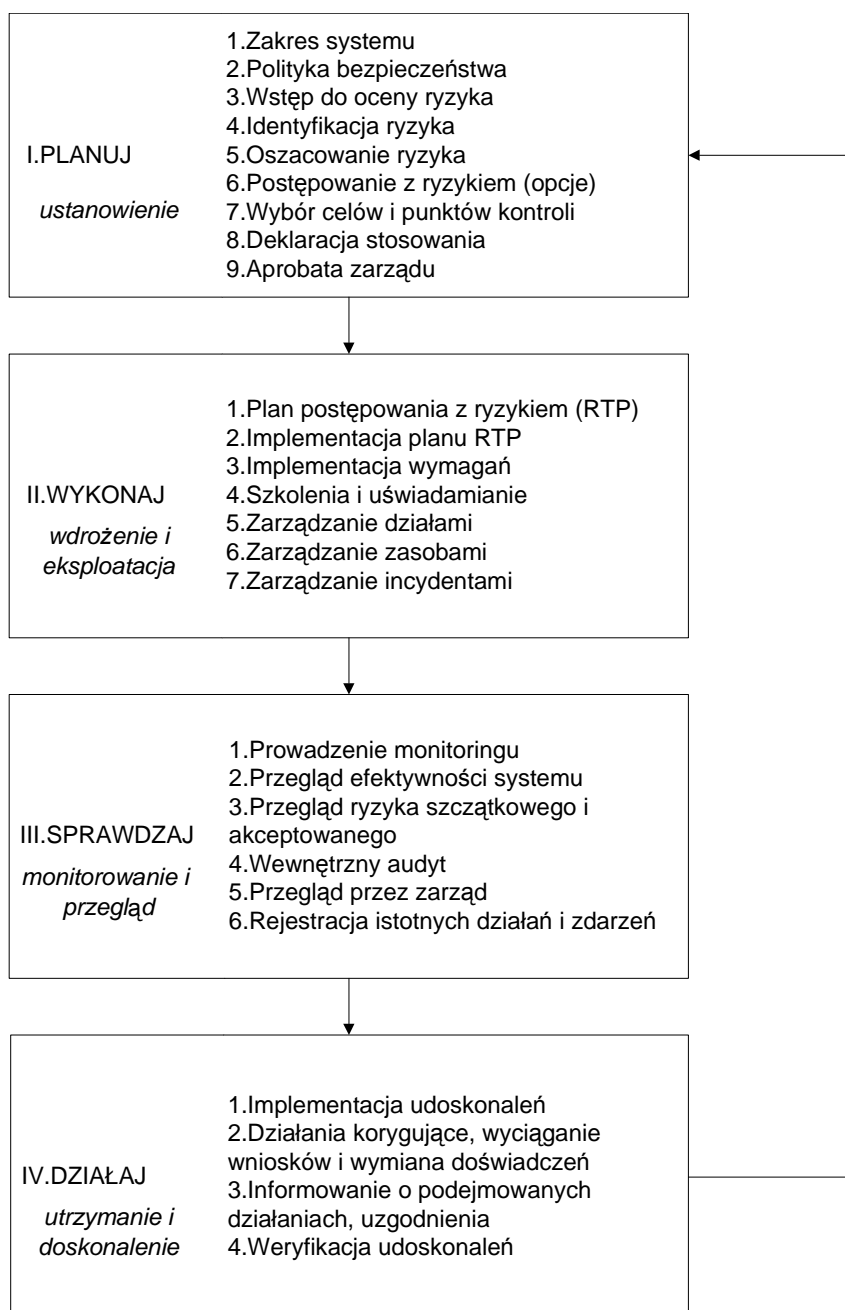 I.PLANUJ
ustanowienie
1.Zakres systemu
2.Polityka bezpieczeństwa
3.Wstęp do oceny ryzyka
4.Identyfikacja ryzyka
5.Oszacowanie ryzyka
6.Postępowanie z ryzykiem (opcje)
7.Wybór celów i punktów kontroli
8.Deklaracja stosowania
9.Aprobata zarządu
II.WYKONAJ
wdrożenie i
eksploatacja
1.Plan postępowania z ryzykiem (RTP)
2.Implementacja planu RTP
3.Implementacja wymagań
4.Szkolenia i uświadamianie
5.Zarządzanie działami
6.Zarządzanie zasobami
7.Zarządzanie incydentami
III.SPRAWDZAJ
monitorowanie i
przegląd
1.Prowadzenie monitoringu
2.Przegląd efektywności systemu
3.Przegląd ryzyka szczątkowego i
akceptowanego
4.Wewnętrzny audyt
5.Przegląd przez zarząd
6.Rejestracja istotnych działań i zdarzeń
IV.DZIAŁAJ
utrzymanie i
doskonalenie
1.Implementacja udoskonaleń
2.Działania korygujące, wyciąganie
wniosków i wymiana doświadczeń
3.Informowanie o podejmowanych
działaniach, uzgodnienia
4.Weryfikacja udoskonaleń